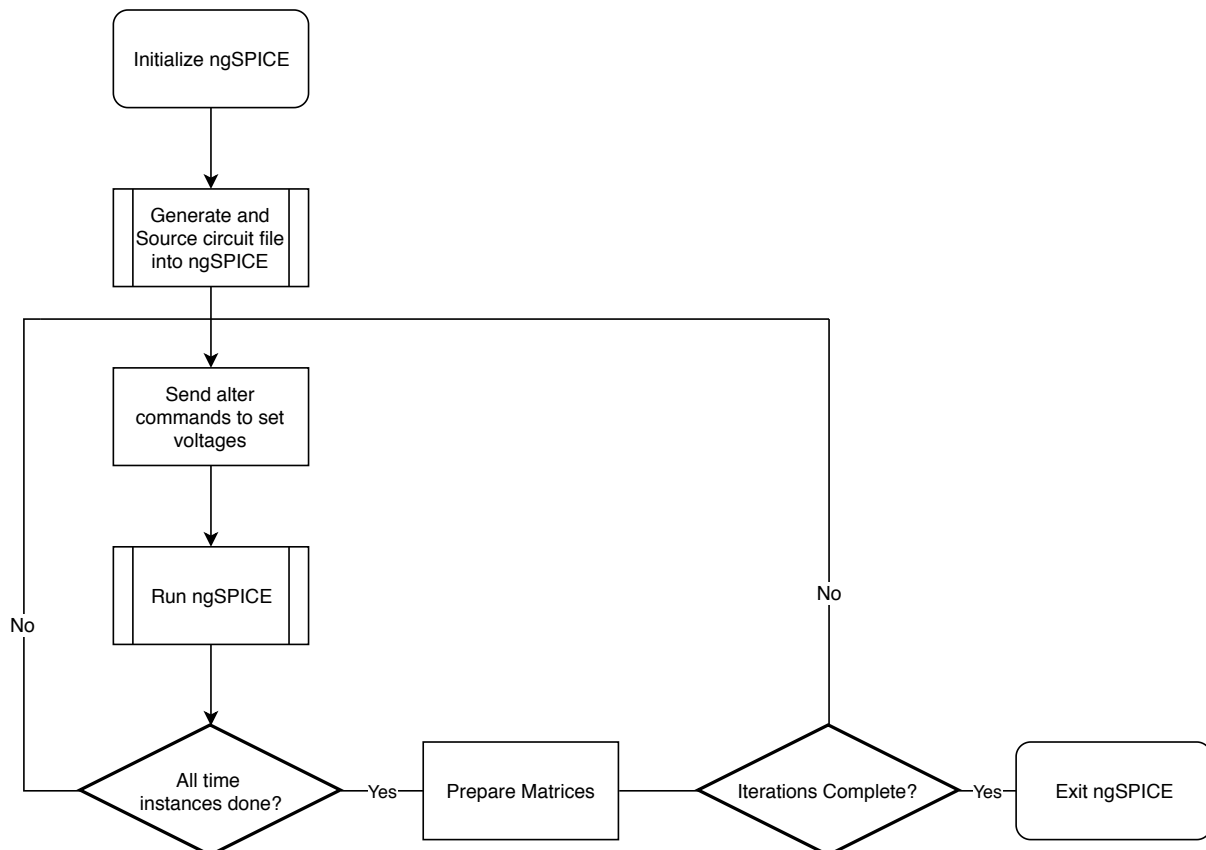 Initialize ngSPICE
Generate and
Source circuit file
into ngSPICE
Send alter
commands to set
voltages
Run ngSPICE
No
No
All time
instances done?
Yes
Prepare Matrices
Iterations Complete?
Yes
Exit ngSPICE